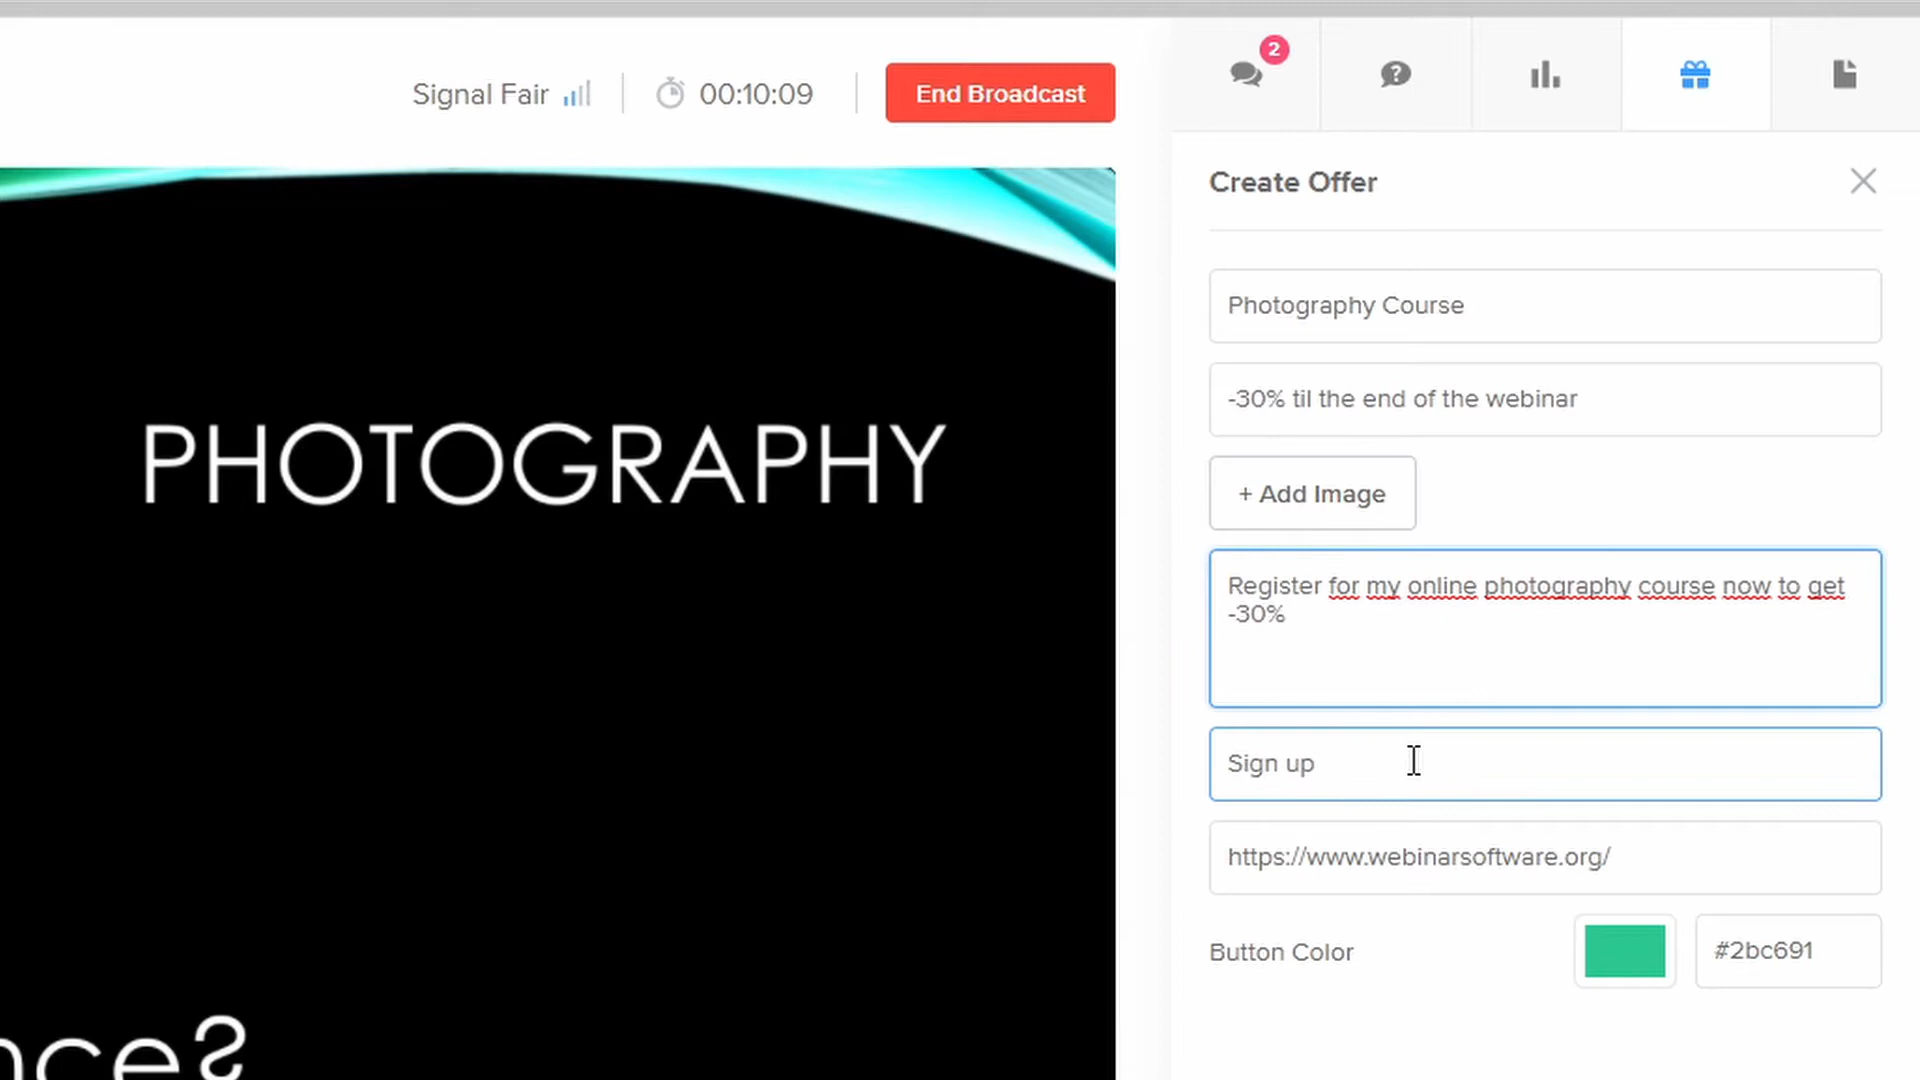 Signal Fair
00:10:09
End Broadcast
2
Create Offer
Photography Course
-30% til the end of the webinar
+ Add Image
Register for my online photography course now to get
-30%
Sign up
https://www.webinarsoftware.org/
Button Color
#2bc691
PHOTOGRAPHY
nce?